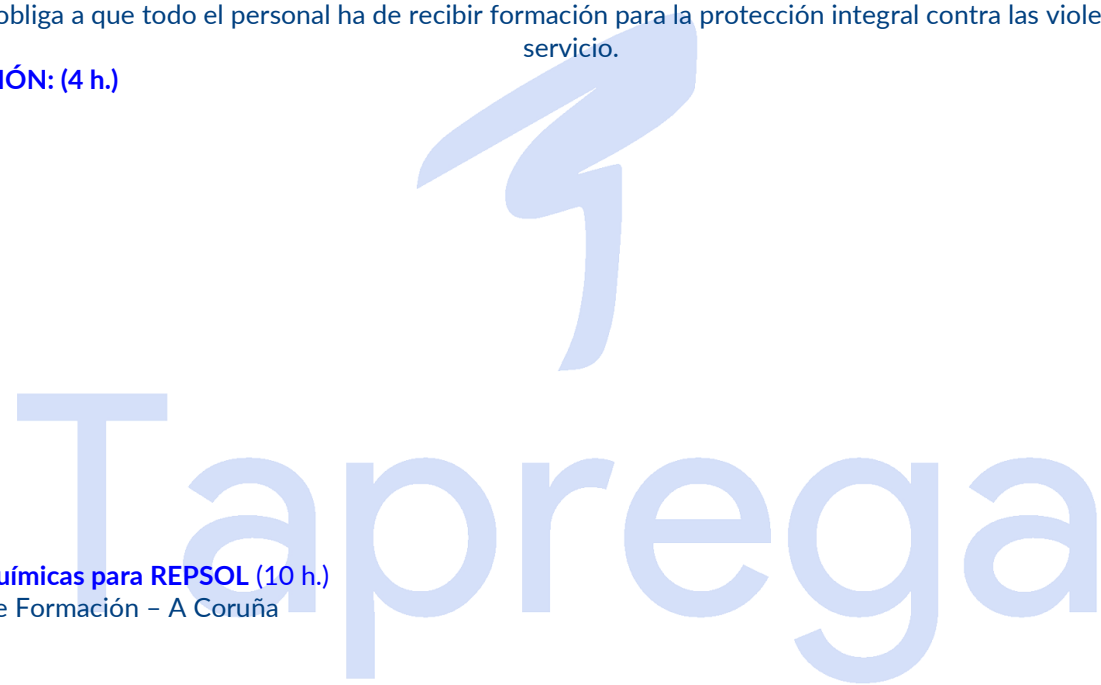 obliga a que todo el personal ha de recibir formación para la protección integral contra las viole
servicio.
IÓN: (4 h.)
Taprega
uímicas para REPSOL (10 h.)
e Formación – A Coruña